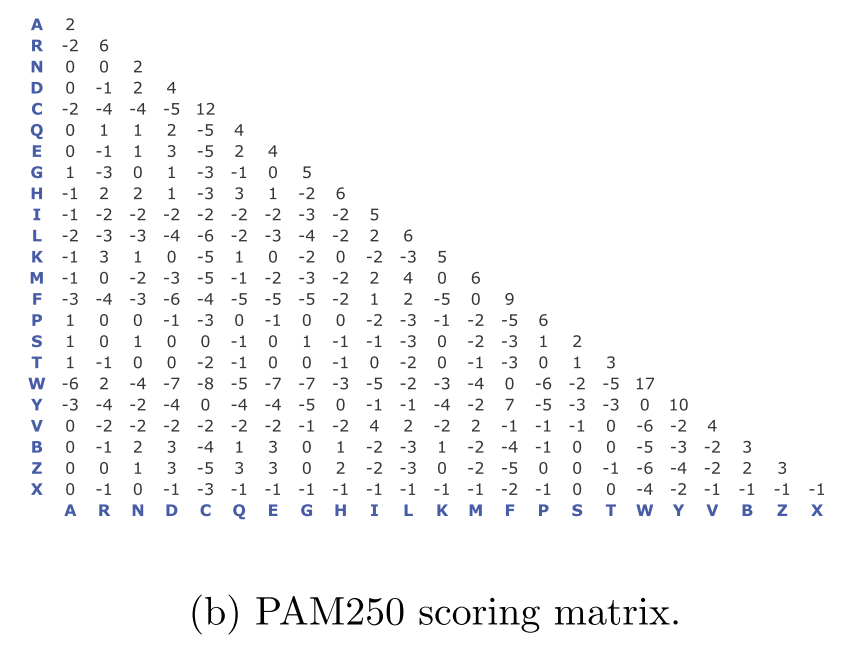 A 2
R -2 6
N 0 0 2
D 0 -1 2 4
C -2 -4 -4 -5 12
Q 0 1 1 2 -5 4
E 0 -1 1 3 -5 2 4
G 1 -3 0 1 -3 -1 0 5
H -1 2 2 1 -3 3 1 -2 6
I -1 -2 -2 -2 -2 -2 -2 -3 -2 5
L -2 -3 -3 -4 -6 -2 -3 -4 -2 2 6
K -1 3 1 0 -5 1 0 -2 0 -2 -3 5
M -1 0 -2 -3 -5 -1 -2 -3 -2 2 4 0 6
F -3 -4 -3 -6 -4 -5 -5 -5 -2 1 2 -5 0 9
P 1 0 0 -1 -3 0 -1 0 0 -2 -3 -1 -2 -5 6
S 1 0 1 0 0 -1 0 1 -1 -1 -3 0 -2 -3 1 2
T 1 -1 0 0 -2 -1 0 0 -1 0 -2 0 -1 -3 0 1 3
W -6 2 -4 -7 -8 -5 -7 -7 -3 -5 -2 -3 -4 0 -6 -2 -5 17
Y -3 -4 -2 -4 0 -4 -4 -5 0 -1 -1 -4 -2 7 -5 -3 -3 0 10
V 0 -2 -2 -2 -2 -2 -2 -1 -2 4 2 -2 2 -1 -1 -1 0 -6 -2 4
B 0 -1 2 3 -4 1 3 0 1 -2 -3 1 -2 -4 -1 0 0 -5 -3 -2 3
Z 0 0 1 3 -5 3 3 0 2 -2 -3 0 -2 -5 0 0 -1 -6 -4 -2 2 3
X 0 -1 0 -1 -3 -1 -1 -1 -1 -1 -1 -1 -1 -2 -1 0 0 -4 -2 -1 -1 -1 -1
A R N D C Q E G H I L K M F P S T W Y V B Z X
(b) PAM250 scoring matrix.